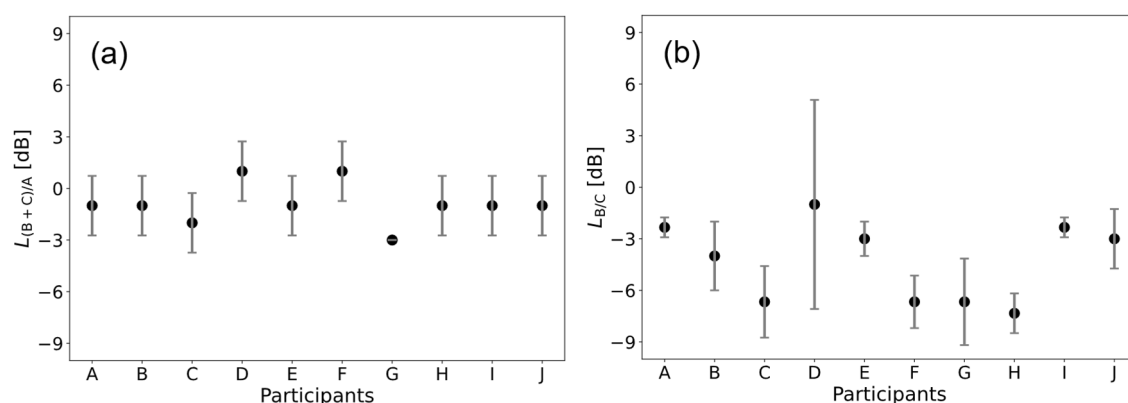 (a)
L(B + C)/A [dB]
9
6
3
0
−3
−6
−9
A B C D E F G H I J
Participants
(b)
LB/C [dB]
9
6
3
0
−3
−6
−9
A B C D E F G H I J
Participants